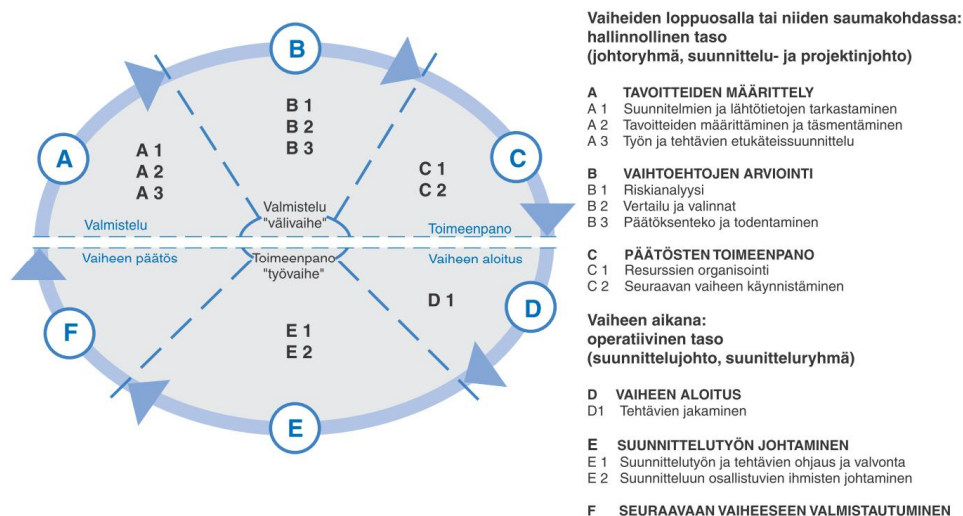 B
B 1
B 2
B 3
A
A 1
A 2
A 3
C
C 1
C 2
Valmistelu
Valmistelu
"välivaihe"
Toimeenpano
Vaiheen päätös
Toimeenpano
"työvaihe"
Vaiheen aloitus
D 1
D
F
E 1
E 2
E
Vaiheiden loppuosalla tai niiden saumakohdassa:
hallinnollinen taso
(johtoryhmä, suunnittelu- ja projektinjohto)
A TAVOITTEIDEN MÄÄRITTELY
A 1 Suunnitelmien ja lähtötietojen tarkastaminen
A 2 Tavoitteiden määrittäminen ja täsmentäminen
A 3 Työn ja tehtävien etukäteissuunnittelu
B VAIHTOEHTOJEN ARVIOINTI
B 1 Riskianalyysi
B 2 Vertailu ja valinnat
B 3 Päätöksenteko ja todentaminen
C PÄÄTÖSTEN TOIMEENPANO
C 1 Resurssien organisointi
C 2 Seuraavan vaiheen käynnistäminen
Vaiheen aikana:
operatiivinen taso
(suunnittelujohto, suunitteluryhmä)
D VAIHEEN ALOITUS
D1 Tehtävien jakaminen
E SUUNNITTELUTYÖN JOHTAMINEN
E 1 Suunnittelutyön ja tehtävien ohjaus ja valvonta
E 2 Suunnitteluun osallistuvien ihmisten johtaminen
F SEURAAVAAN VAIHEESEEN VALMISTAUTUMINEN